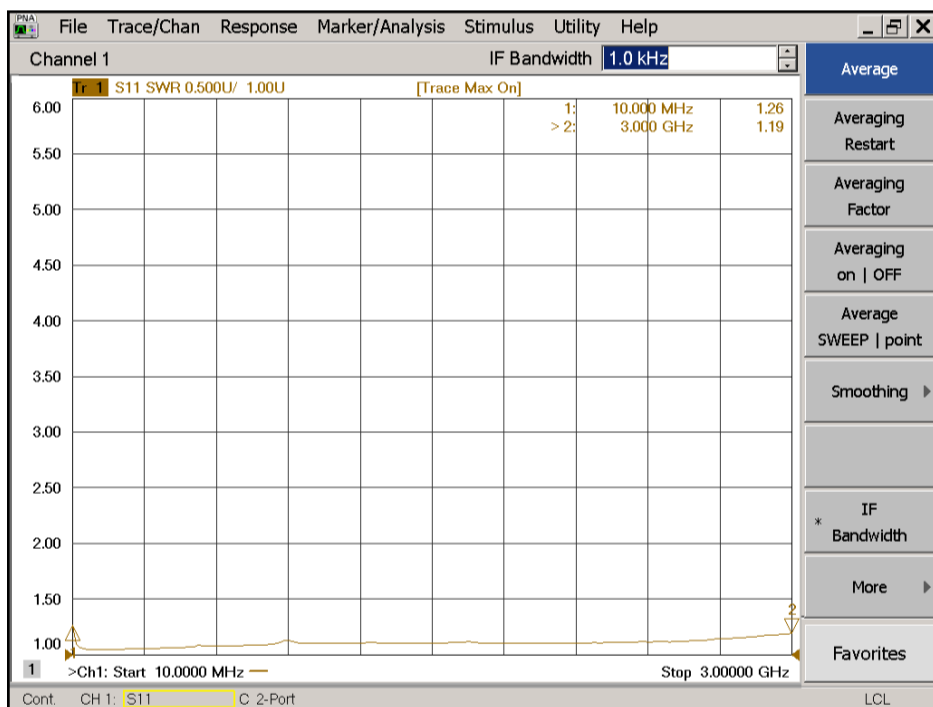 PNA File Trace/Chan Response Marker/Analysis Stimulus Utility Help
Channel 1 IF Bandwidth 1.0 kHz
Tr 1 S11 SWR 0.500U/ 1.00U [Trace Max On]
1: 10.000 MHz 1.26
> 2: 3.000 GHz 1.19
6.00
5.50
5.00
4.50
4.00
3.50
3.00
2.50
2.00
1.50
1.00
1
2
1 >Ch1: Start 10.0000 MHz Stop 3.00000 GHz
Cont. CH 1: S11 C 2-Port LCL
Average
Averaging
Restart
Averaging
Factor
Averaging
on | OFF
Average
SWEEP | point
Smoothing
* IF
Bandwidth
More
Favorites